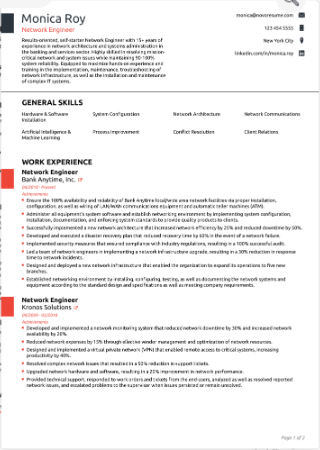 Monica Roy
Network Engineer
Results-oriented, self-starter Network Engineer with 15+ years of
experience in network architecture and systems administration in
the banking and services sector. Highly skilled in resolving mission-
critical network and system issues while maintaining 90-100%
system reliability. Equipped to maximize hands-on experience and
training in the implementation, maintenance, troubleshooting of
network infrastructure, as well as the installation and maintenance
of complex IT systems.
monica@novoresume.com
123 454 5555
New York City
linkedin.com/in/monica.roy
GENERAL SKILLS
Hardware & Software Installation
System Configuration
Network Architecture
Network Communications
Artificial Intelligence & Machine Learning
Process Improvement
Conflict Resolution
Client Relations
WORK EXPERIENCE
Network Engineer
Bank Anytime, Inc.
Present
Achievements
Ensure the 100% availability and reliability of Bank Anytime local/wide area network facilities via proper installation,
configuration, as well as wiring of LAN/WAN communications equipment and automatic teller machines (ATM).
Administer all equipment's system software and establish networking environment by implementing system configuration,
installation, documentation, and enforcing system standards to provide quality products to clients.
Successfully implemented a new network architecture that increased network efficiency by 25% and reduced downtime by 50%.
Developed and executed a disaster recovery plan that reduced recovery time by 60% in the event of a network failure.
Implemented security measures that ensured compliance with industry regulations, resulting in a 100% successful audit.
Led a team of network engineers in implementing a network infrastructure upgrade, resulting in a 30% reduction in response
time to network incidents.
Designed and deployed a new network infrastructure that enabled the organization to expand its operations to five new
branches.
Established networking environment by installing, configuring, testing, as well as documenting the network systems and
equipment according to the standard design and specifications as well as meeting company requirements.
Network Engineer
Kronos Solutions
Achievements
Developed and implemented a network monitoring system that reduced network downtime by 30% and increased network
availability by 20%.
Reduced network expenses by 15% through effective vendor management and optimization of network resources.
Designed and implemented a virtual private network (VPN) that enabled remote access to critical systems, increasing
productivity by 40%.
Resolved complex network issues that resulted in a 50% reduction in support tickets.
Upgraded network hardware and software, resulting in a 20% improvement in network performance.
Provided technical support, responded to work orders and tickets from the end-users, analyzed as well as resolved reported
network issues, and escalated problems to the supervisor when issues persisted or remain unsolved.
Page 1 of 2